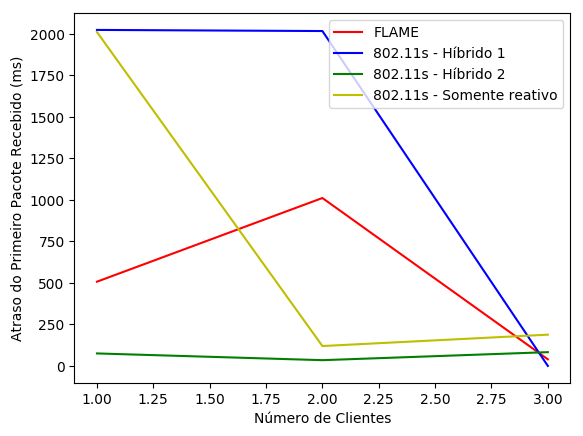 FLAME
802.11s - Híbrido 1
802.11s - Híbrido 2
802.11s - Somente reativo
Atraso do Primeiro Pacote Recebido (ms)
2000
1750
1500
1250
1000
750
500
250
0
1.00 1.25 1.50 1.75 2.00 2.25 2.50 2.75 3.00
Número de Clientes